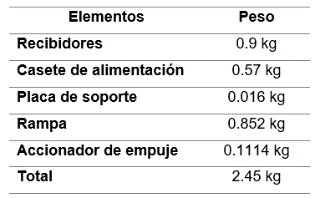 Elementos Peso
Recibidores 0.9 kg
Casete de alimentación 0.57 kg
Placa de soporte 0.016 kg
Rampa 0.852 kg
Accionador de empuje 0.1114 kg
Total 2.45 kg